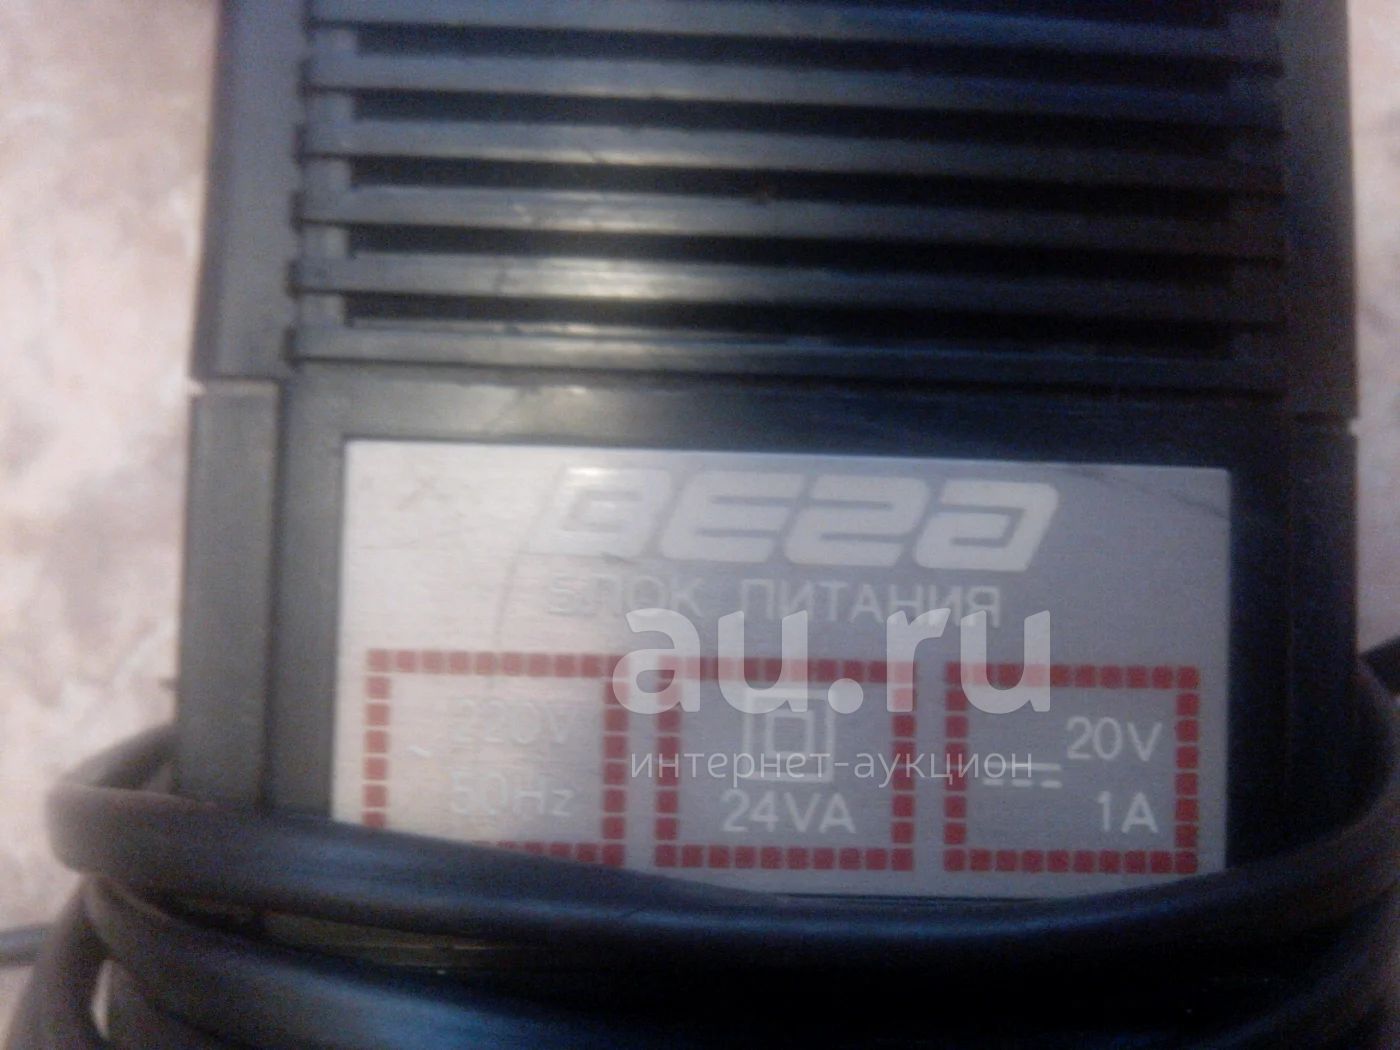 ВЕГА
БЛОК ПИТАНИЯ
au.ru
интернет-аукцион
~ 220V
50Hz
24VA
20V
1A